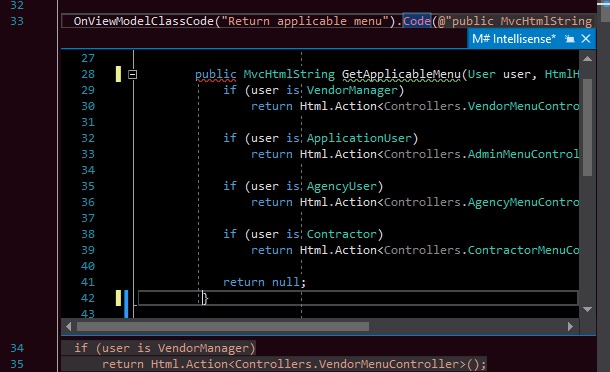 32
33 OnViewModelClassCode("Return applicable menu").Code(@"public MvcHtmlString
M# Intellisense*
27
28 public MvcHtmlString GetApplicableMenu(User user, HtmlH
29 if (user is VendorManager)
30 return Html.Action<Controllers.VendorMenuContro
31
32 if (user is ApplicationUser)
33 return Html.Action<Controllers.AdminMenuControl
34
35 if (user is AgencyUser)
36 return Html.Action<Controllers.AgencyMenuContro
37
38 if (user is Contractor)
39 return Html.Action<Controllers.ContractorMenuCo
40
41 return null;
42 }
43
34 if (user is VendorManager)
35 return Html.Action<Controllers.VendorMenuController>();